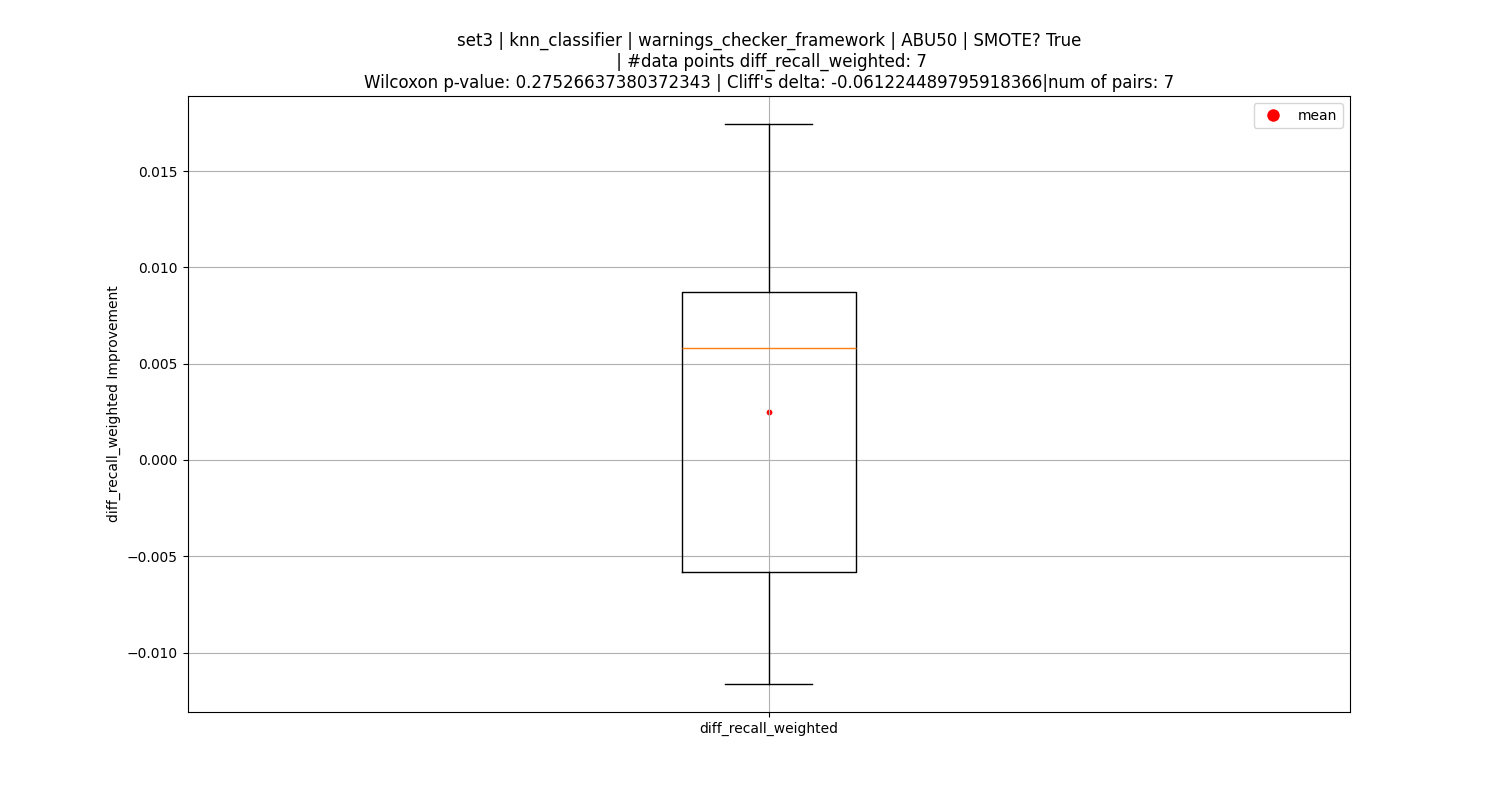 set3 | knn_classifier | warnings_checker_framework | ABU50 | SMOTE? True
| #data points diff_recall_weighted: 7
Wilcoxon p-value: 0.27526637380372343 | Cliff's delta: -0.061224489795918366|num of pairs: 7
mean
0.015
0.010
0.005
0.000
−0.005
−0.010
diff_recall_weighted Improvement
diff_recall_weighted